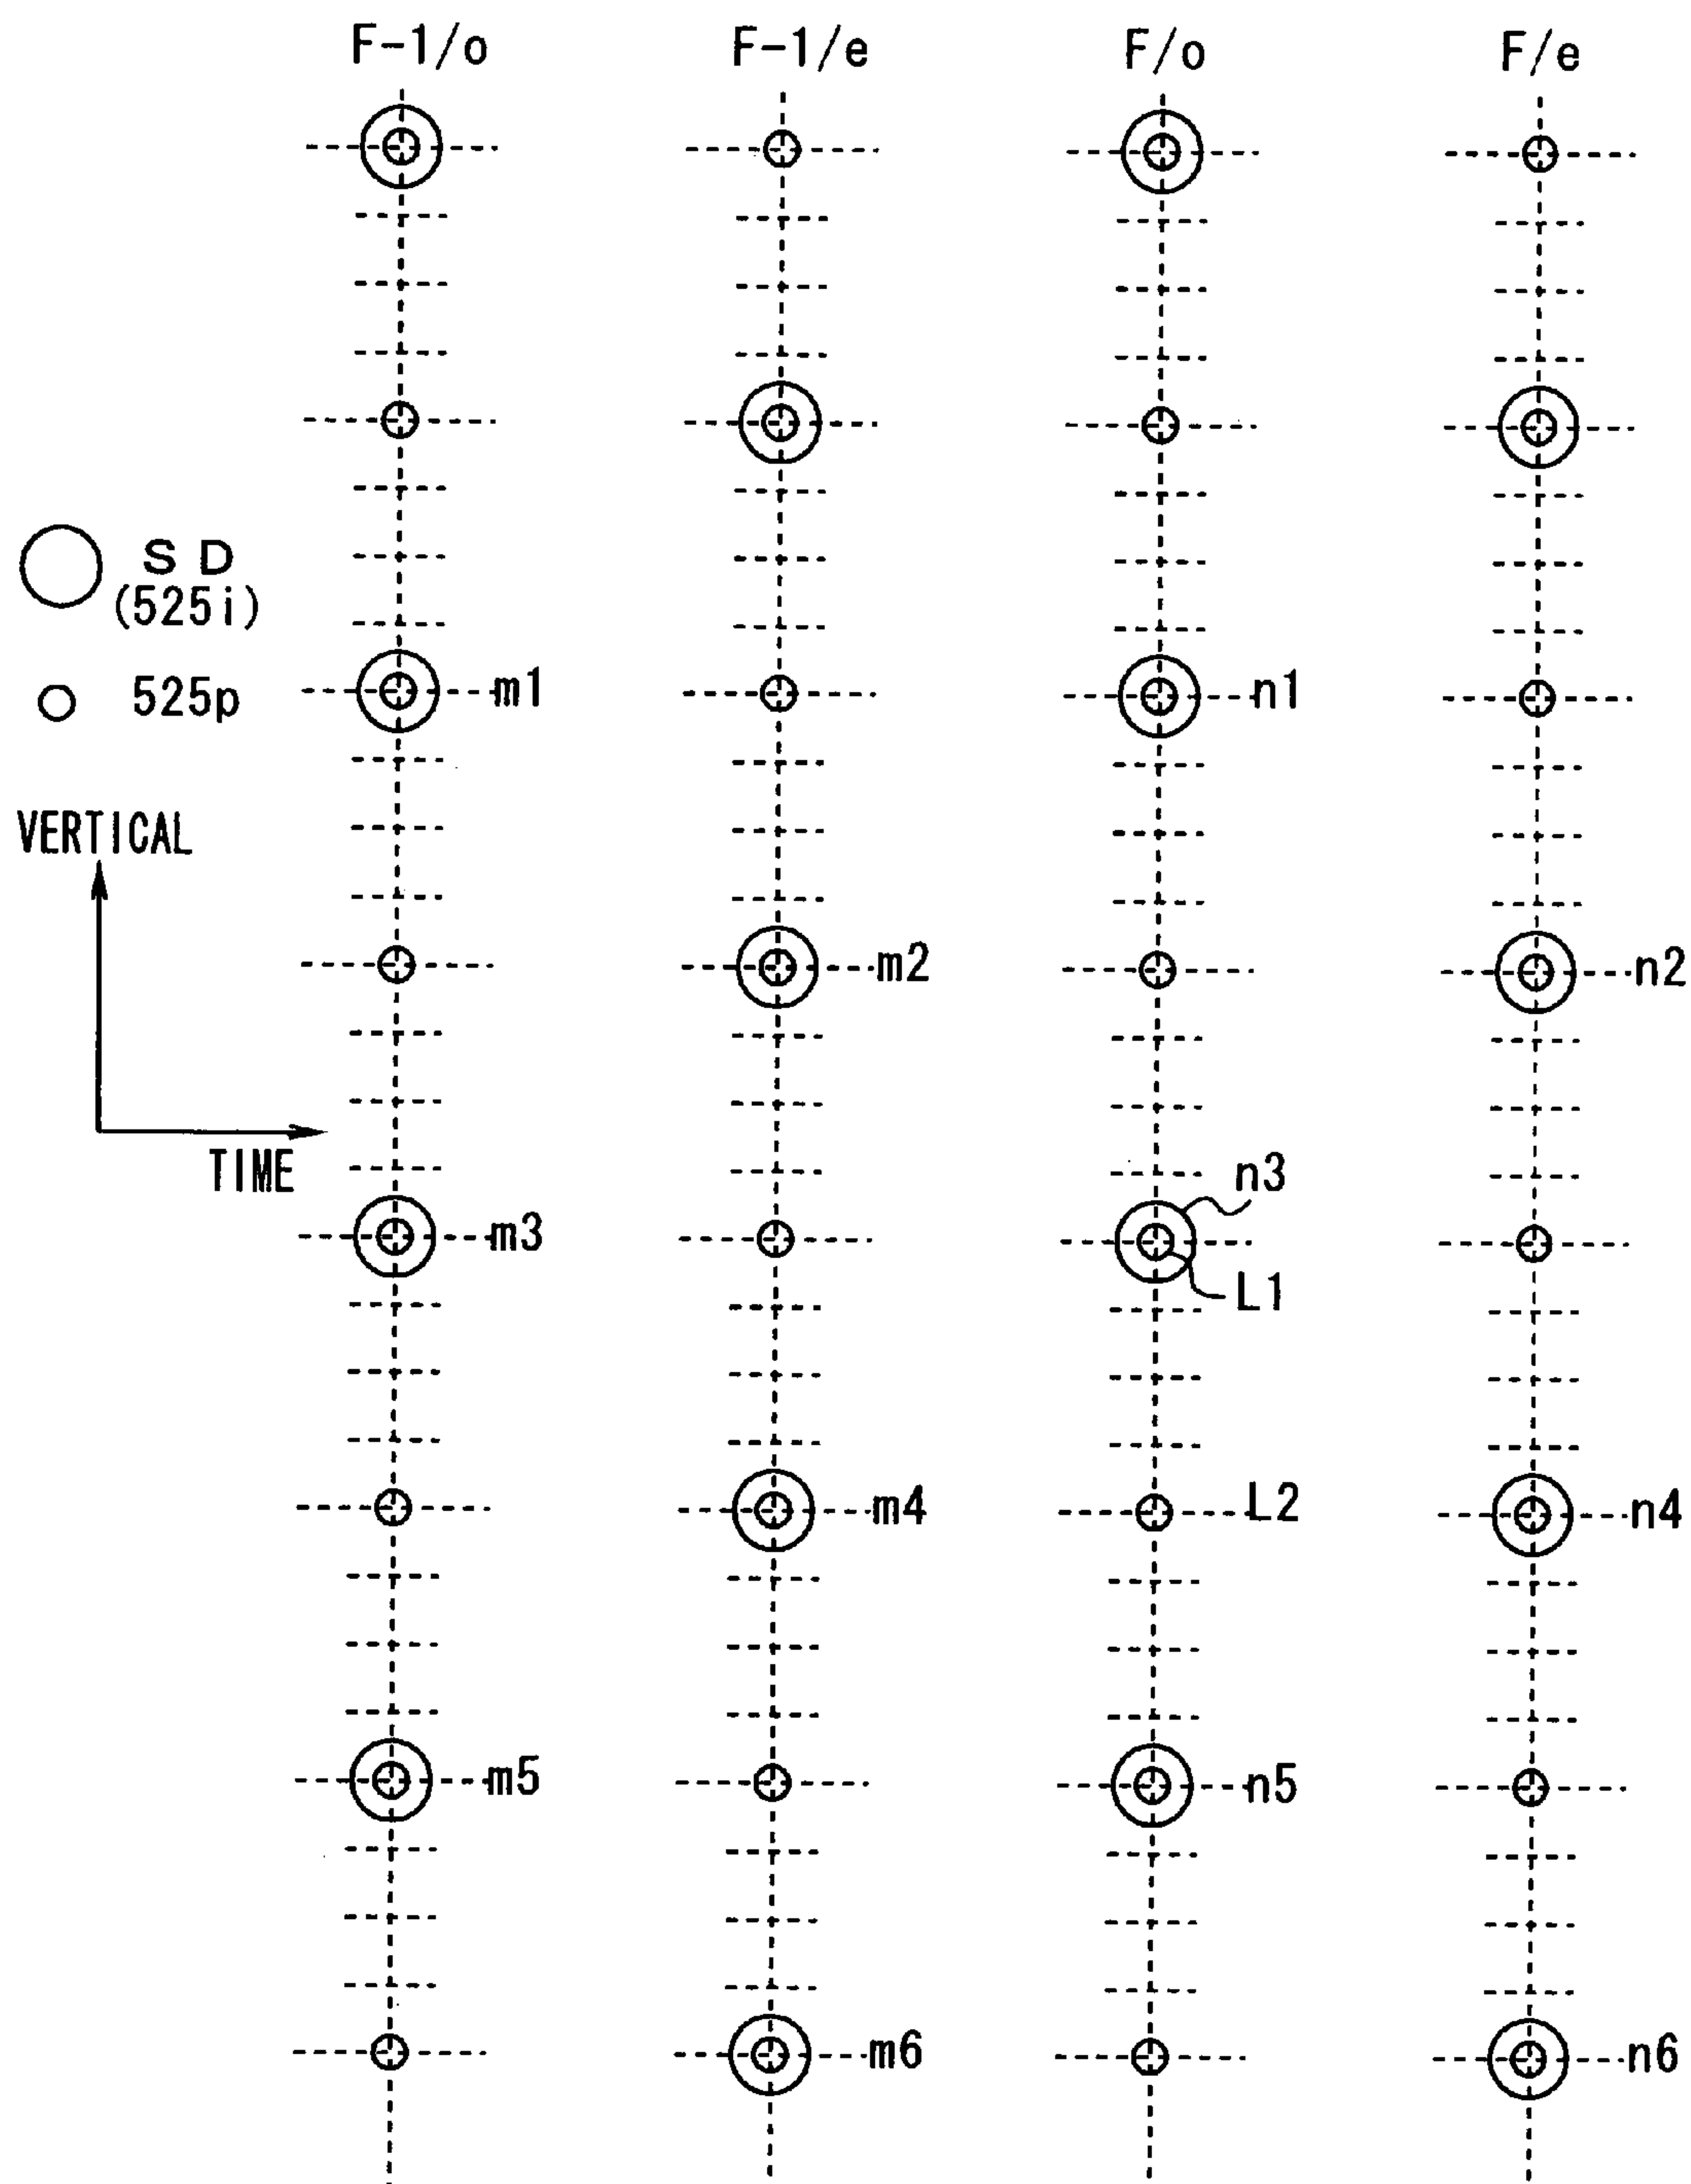 F-1/o F-1/e F/o F/e
S D
(525i)
525p
m1 n1
VERTICAL
m2 n2
TIME
m3 n3
L1
m4 L2 n4
m5 n5
m6 n6